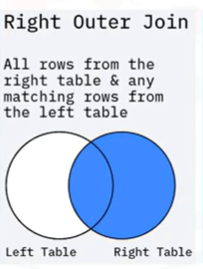 Right Outer Join
All rows from the
right table & any
matching rows from
the left table
Left Table Right Table